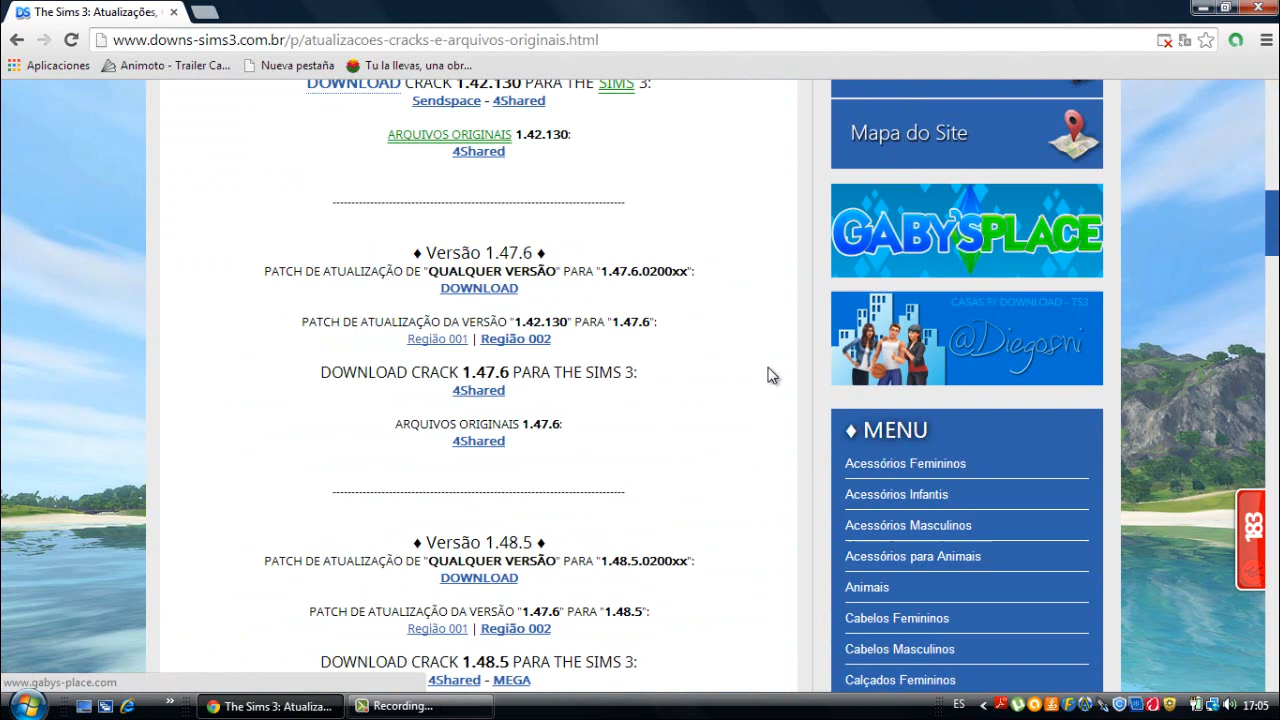 The Sims 3: Atualizações,
www.downs-sims3.com.br/p/atualizacoes-cracks-e-arquivos-originais.html
Aplicaciones
Animoto - Trailer Ca...
Nueva pestaña
Tu la llevas, una obr...
DOWNLOAD CRACK 1.42.130 PARA THE SIMS 3:
Sendspace - 4Shared
ARQUIVOS ORIGINAIS 1.42.130:
4Shared
------------------------------------------------------------------------
♦ Versão 1.47.6 ♦
PATCH DE ATUALIZAÇÃO DE "QUALQUER VERSÃO" PARA "1.47.6.0200xx":
DOWNLOAD
PATCH DE ATUALIZAÇÃO DA VERSÃO "1.42.130" PARA "1.47.6":
Região 001 | Região 002
DOWNLOAD CRACK 1.47.6 PARA THE SIMS 3:
4Shared
ARQUIVOS ORIGINAIS 1.47.6:
4Shared
------------------------------------------------------------------------
♦ Versão 1.48.5 ♦
PATCH DE ATUALIZAÇÃO DE "QUALQUER VERSÃO" PARA "1.48.5.0200xx":
DOWNLOAD
PATCH DE ATUALIZAÇÃO DA VERSÃO "1.47.6" PARA "1.48.5":
Região 001 | Região 002
DOWNLOAD CRACK 1.48.5 PARA THE SIMS 3:
4Shared - MEGA
Mapa do Site
GABY'SPLACE
CASAS P/ DOWNLOAD - TS3
@Diegosni
♦ MENU
Acessórios Femininos
Acessórios Infantis
Acessórios Masculinos
Acessórios para Animais
Animais
Cabelos Femininos
Cabelos Masculinos
Calçados Femininos
183
www.gabys-place.com
The Sims 3: Atualiza...
Recording...
ES
17:05